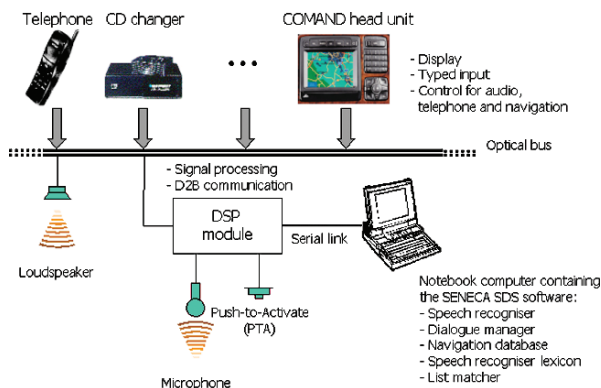 Telephone
CD changer
COMAND head unit
- Display
- Typed input
- Control for audio,
telephone and navigation
Optical bus
- Signal processing
- D2B communication
DSP
module
Serial link
Loudspeaker
Push-to-Activate
(PTA)
Microphone
Notebook computer containing
the SENECA SDS software:
- Speech recogniser
- Dialogue manager
- Navigation database
- Speech recogniser lexicon
- List matcher